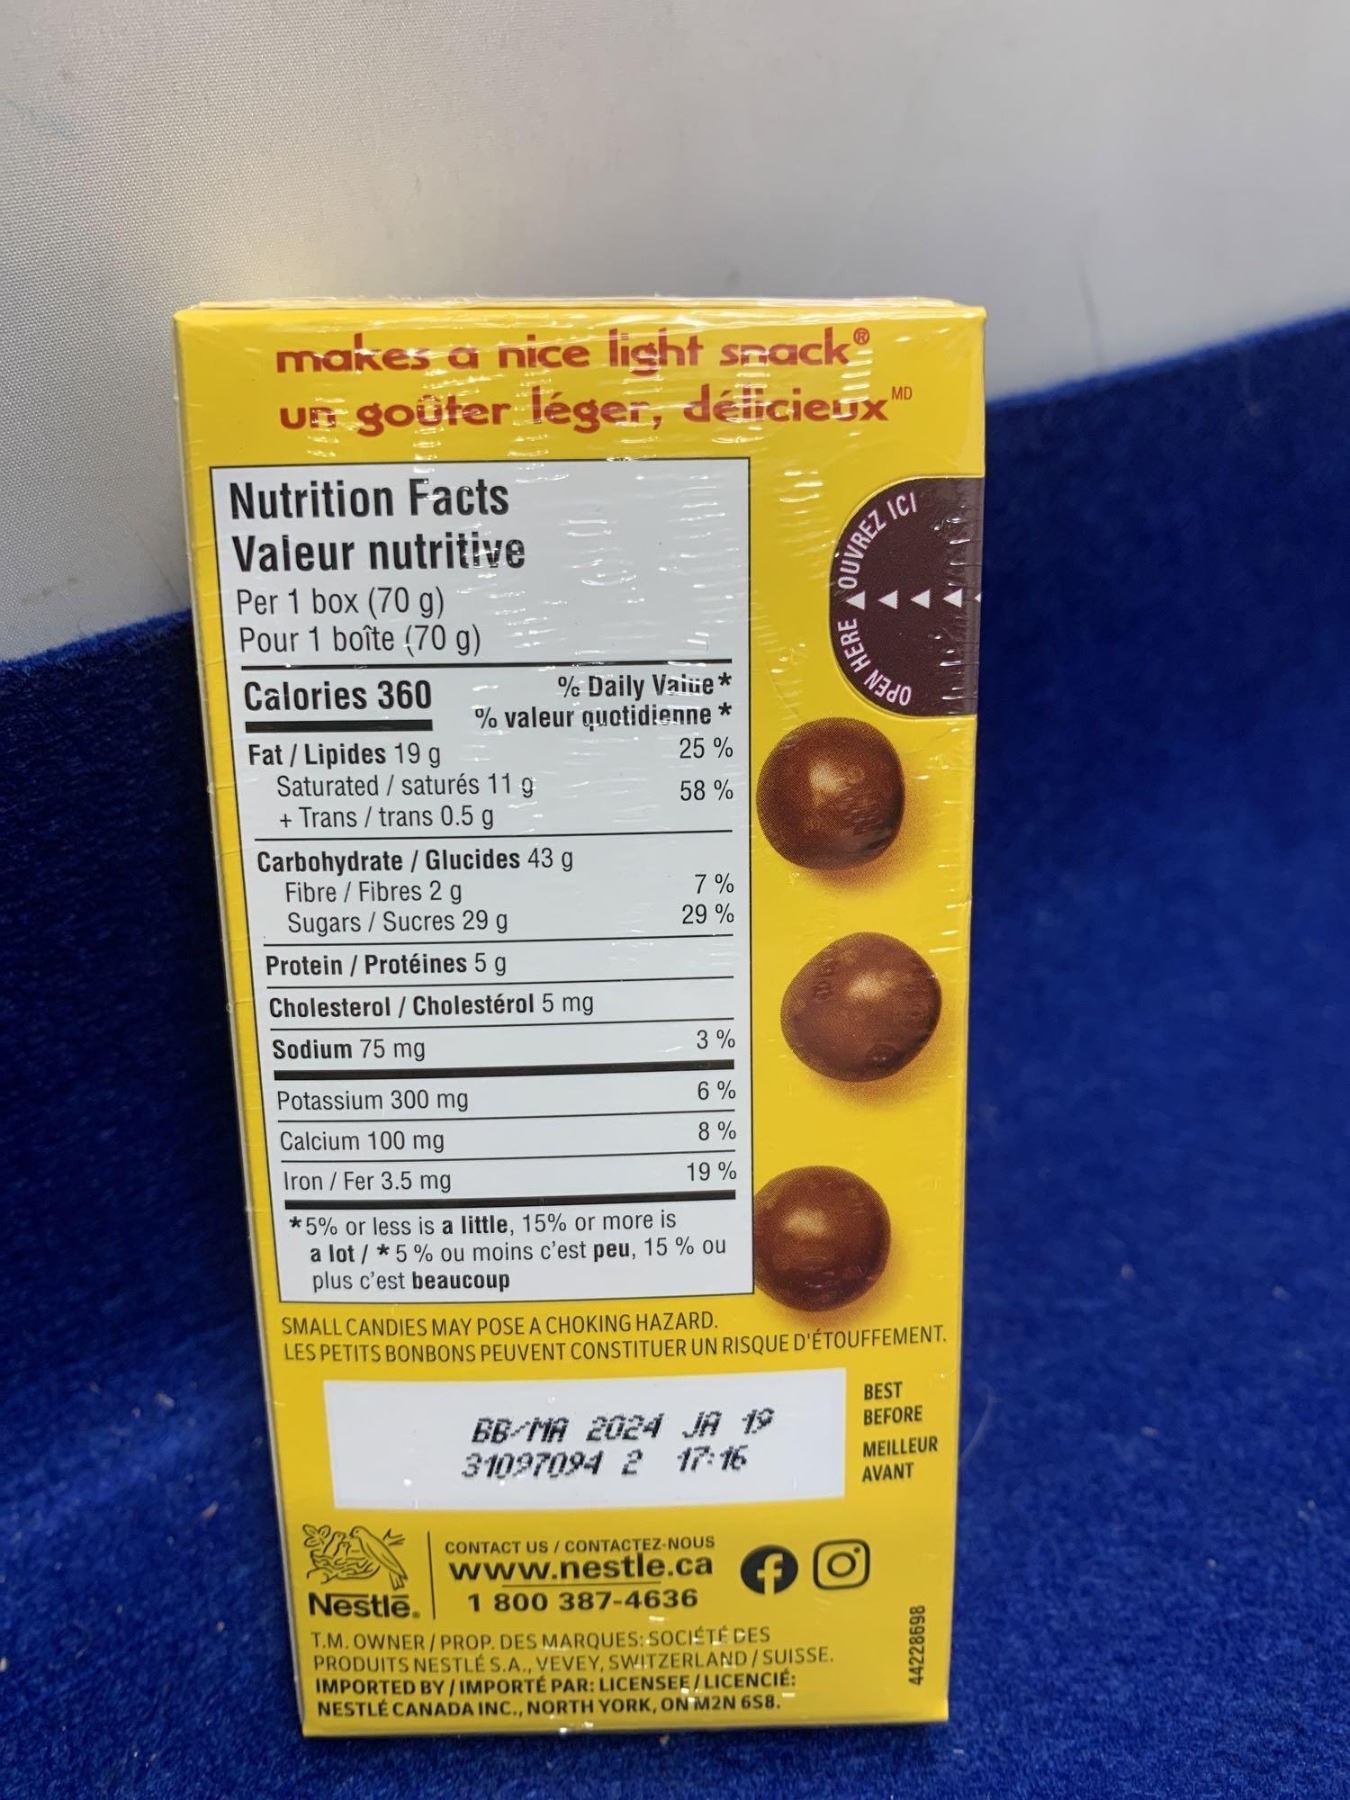 makes a nice light snack®
un goûter léger, délicieux MD
Nutrition Facts
Valeur nutritive
Per 1 box (70 g)
Pour 1 boîte (70 g)
Calories 360
% Daily Value*
% valeur quotidienne*
Fat / Lipides 19 g 25 %
Saturated / saturés 11 g
+ Trans / trans 0.5 g 58 %
Carbohydrate / Glucides 43 g
Fibre / Fibres 2 g 7 %
Sugars / Sucres 29 g 29 %
Protein / Protéines 5 g
Cholesterol / Cholestérol 5 mg
Sodium 75 mg 3 %
Potassium 300 mg 6 %
Calcium 100 mg 8 %
Iron / Fer 3.5 mg 19 %
*5% or less is a little, 15% or more is
a lot / *5 % ou moins c'est peu, 15 % ou
plus c'est beaucoup
OPEN HERE OUVREZ ICI
SMALL CANDIES MAY POSE A CHOKING HAZARD.
LES PETITS BONBONS PEUVENT CONSTITUER UN RISQUE D'ÉTOUFFEMENT.
BB/MA 2024 JA 19
31097094 2 17:16
BEST
BEFORE
MEILLEUR
AVANT
Nestlé®
CONTACT US / CONTACTEZ-NOUS
www.nestle.ca
1 800 387-4636
T.M. OWNER / PROP. DES MARQUES: SOCIÉTÉ DES
PRODUITS NESTLÉ S.A., VEVEY, SWITZERLAND / SUISSE.
IMPORTED BY / IMPORTÉ PAR: LICENSEE / LICENCIÉ:
NESTLÉ CANADA INC., NORTH YORK, ON M2N 6S8.
44228698